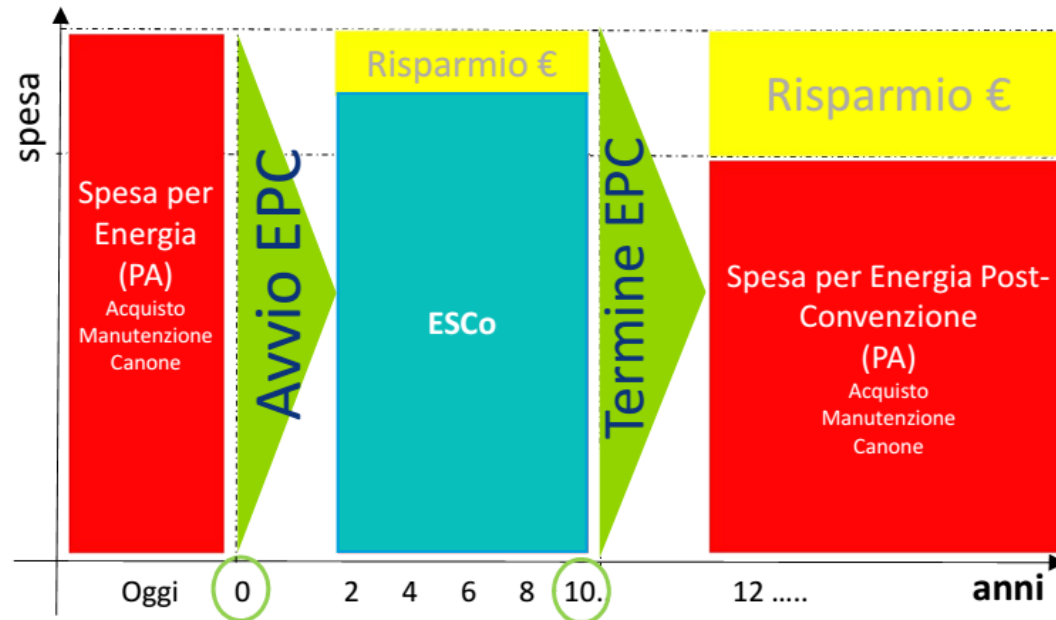 spesa
Spesa per
Energia
(PA)
Acquisto
Manutenzione
Canone
Avvio EPC
Risparmio €
ESCo
Termine EPC
Risparmio €
Spesa per Energia Post-
Convenzione
(PA)
Acquisto
Manutenzione
Canone
Oggi 0 2 4 6 8 10. 12 ..... anni